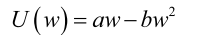 U(w) = aw − bw²